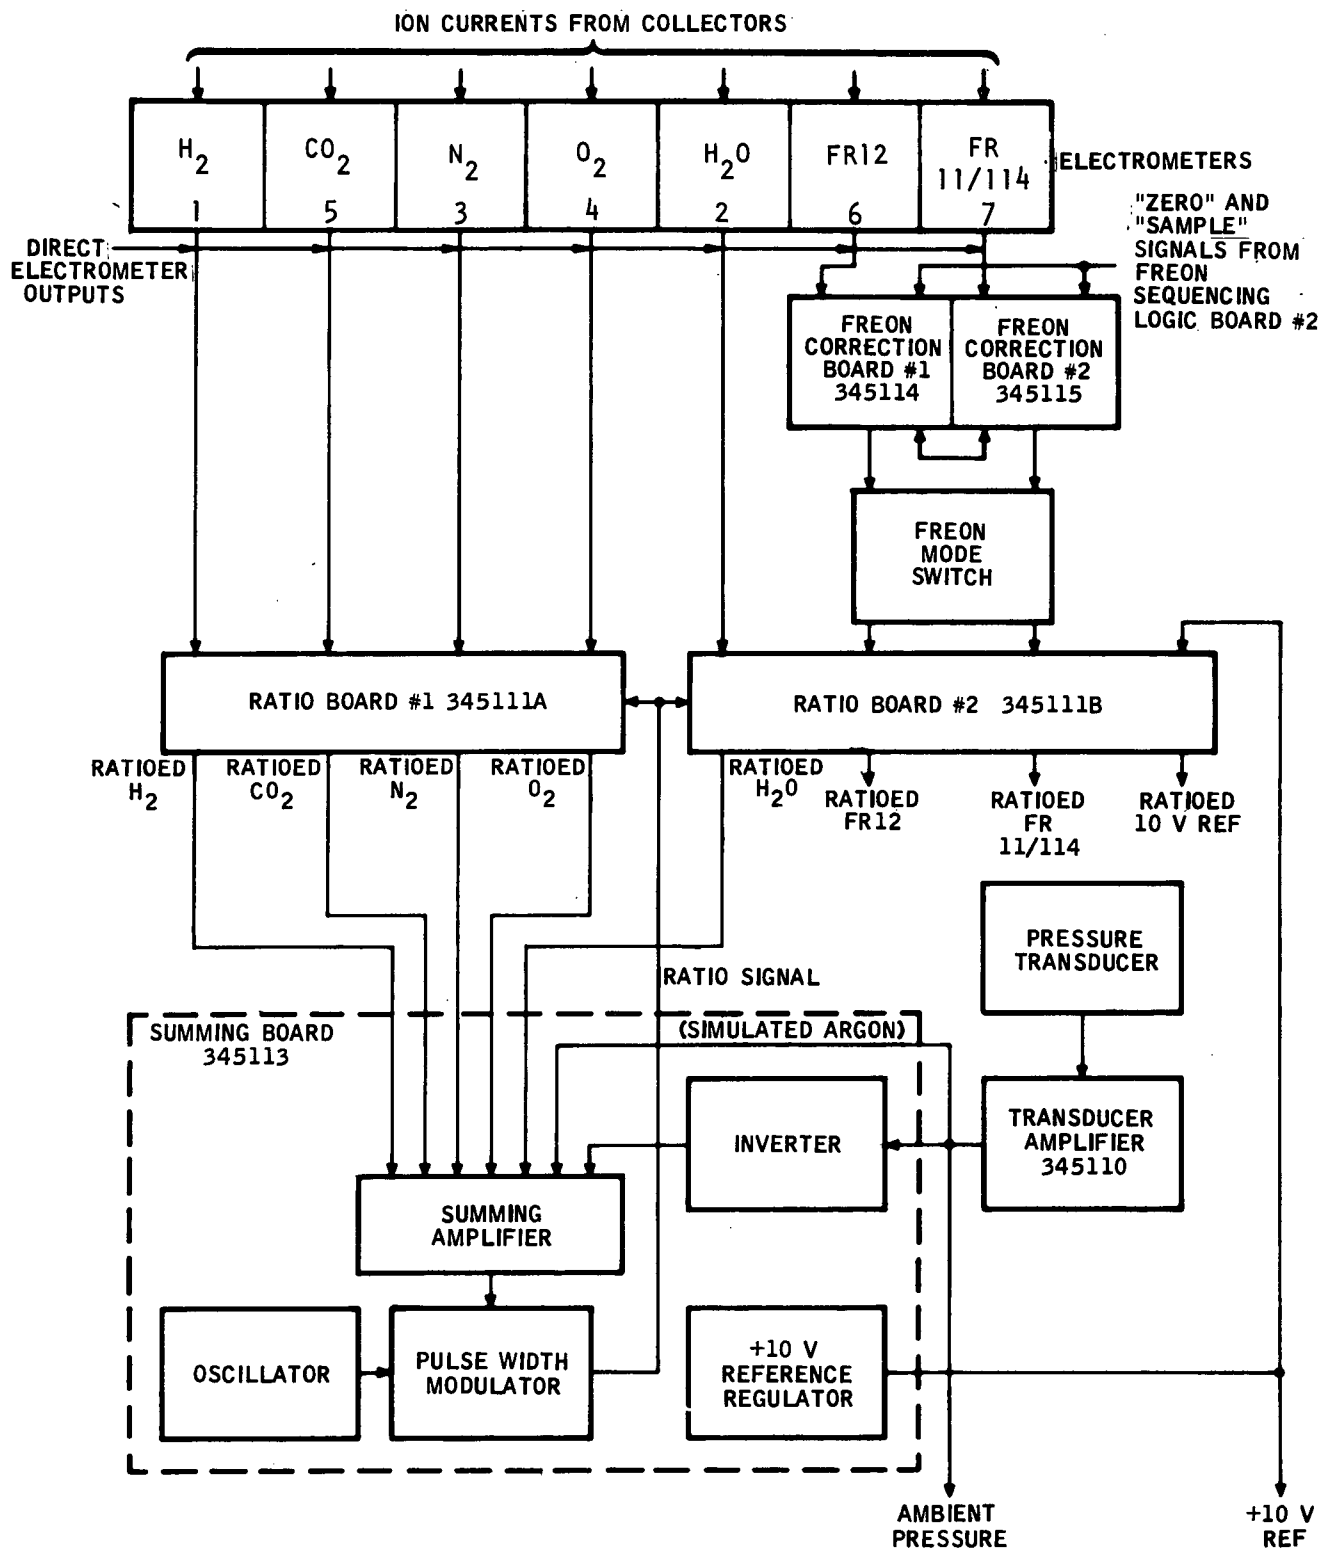 ION CURRENTS FROM COLLECTORS
H2
CO2
N2
O2
H2O
FR12
FR
11/114
1
5
3
4
2
6
7
ELECTROMETERS
DIRECT
ELECTROMETER
OUTPUTS
"ZERO" AND
"SAMPLE"
SIGNALS FROM
FREON
SEQUENCING
LOGIC BOARD #2
FREON
CORRECTION
BOARD #1
345114
FREON
CORRECTION
BOARD #2
345115
FREON
MODE
SWITCH
RATIO BOARD #1 345111A
RATIO BOARD #2 345111B
RATIOED
H2
RATIOED
CO2
RATIOED
N2
RATIOED
O2
RATIOED
H2O
RATIOED
FR12
RATIOED
FR
11/114
RATIOED
10 V REF
PRESSURE
TRANSDUCER
RATIO SIGNAL
SUMMING BOARD
345113
(SIMULATED ARGON)
INVERTER
TRANSDUCER
AMPLIFIER
345110
SUMMING
AMPLIFIER
OSCILLATOR
PULSE WIDTH
MODULATOR
+10 V
REFERENCE
REGULATOR
AMBIENT
PRESSURE
+10 V
REF